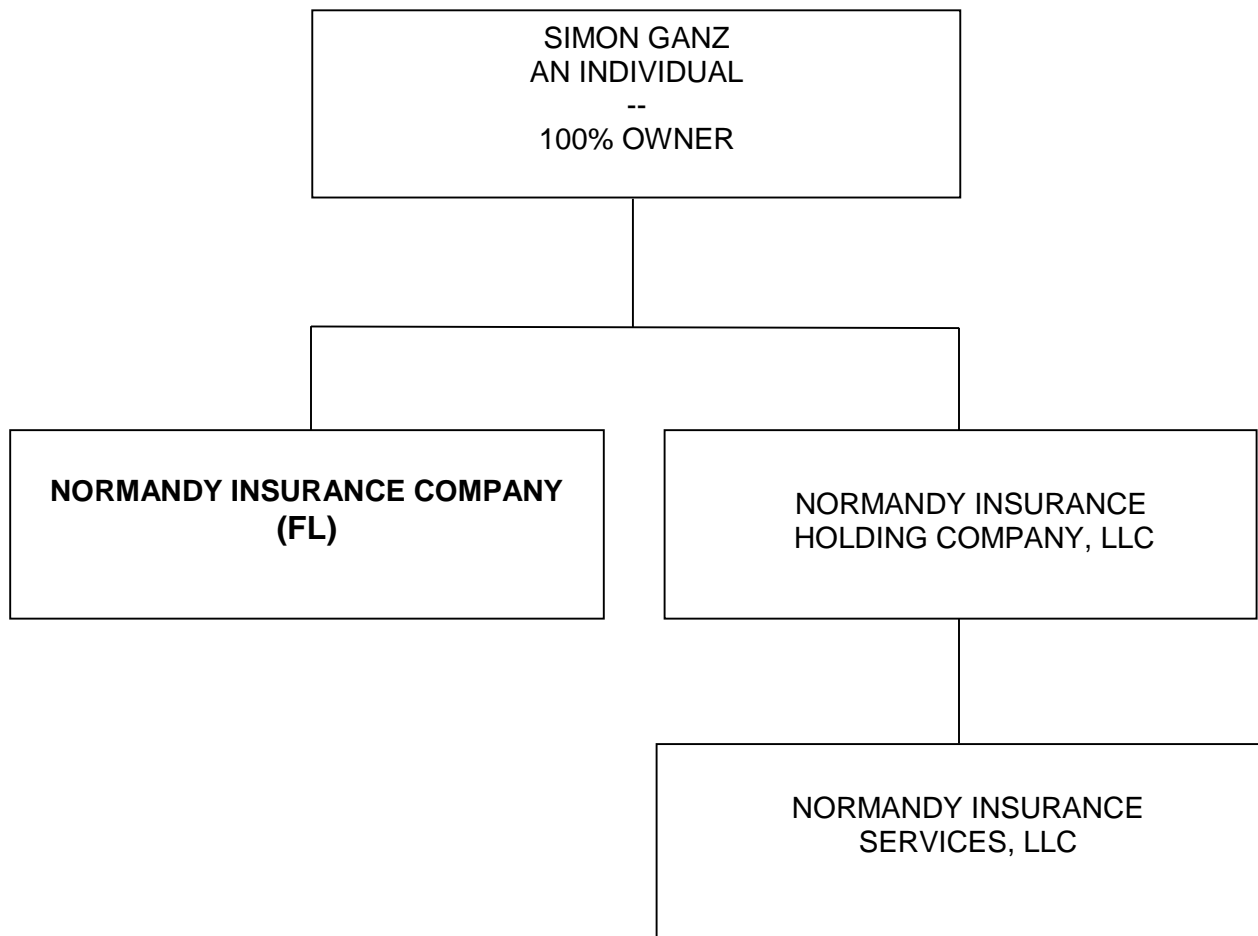 SIMON GANZ
AN INDIVIDUAL
--
100% OWNER
NORMANDY INSURANCE COMPANY
(FL)
NORMANDY INSURANCE
HOLDING COMPANY, LLC
NORMANDY INSURANCE
SERVICES, LLC